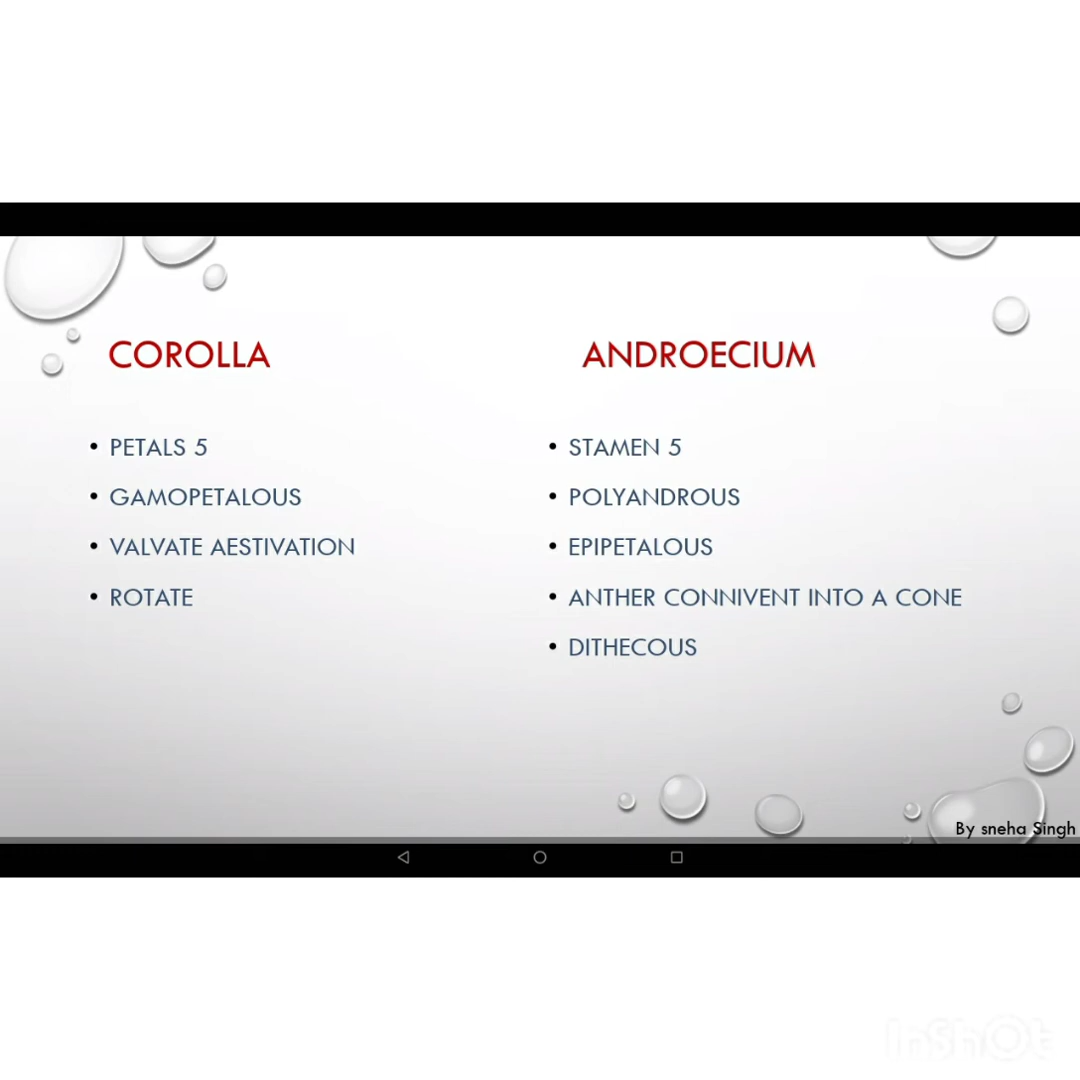 COROLLA
• PETALS 5
• GAMOPETALOUS
• VALVATE AESTIVATION
• ROTATE
ANDROECIUM
• STAMEN 5
• POLYANDROUS
• EPIPETALOUS
• ANTHER CONNIVENT INTO A CONE
• DITHECOUS
By sneha Singh
InShOt